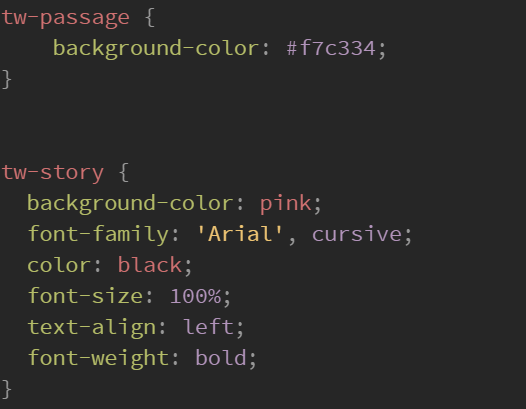 tw-passage {
    background-color: #f7c334;
}
tw-story {
  background-color: pink;
  font-family: 'Arial', cursive;
  color: black;
  font-size: 100%;
  text-align: left;
  font-weight: bold;
}